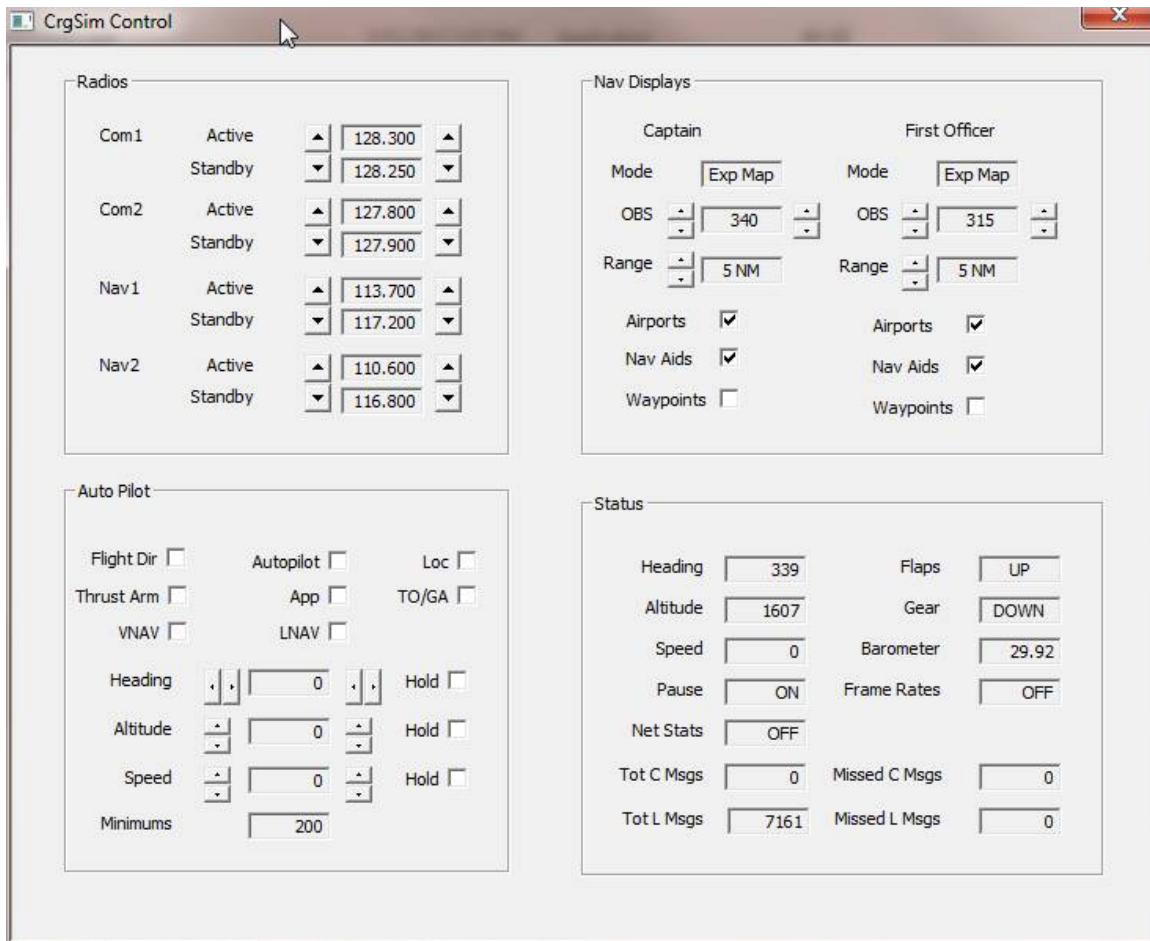 CrgSim Control
Radios
Com1 Active 128.300
Standby 128.250
Com2 Active 127.800
Standby 127.900
Nav1 Active 113.700
Standby 117.200
Nav2 Active 110.600
Standby 116.800
Nav Displays
Captain First Officer
Mode Exp Map Mode Exp Map
OBS 340 OBS 315
Range 5 NM Range 5 NM
Airports Airports
Nav Aids Nav Aids
Waypoints Waypoints
Auto Pilot
Flight Dir Autopilot Loc
Thrust Arm App TO/GA
VNAV LNAV
Heading 0 Hold
Altitude 0 Hold
Speed 0 Hold
Minimums 200
Status
Heading 339 Flaps UP
Altitude 1607 Gear DOWN
Speed 0 Barometer 29.92
Pause ON Frame Rates OFF
Net Stats OFF
Tot C Msgs 0 Missed C Msgs 0
Tot L Msgs 7161 Missed L Msgs 0